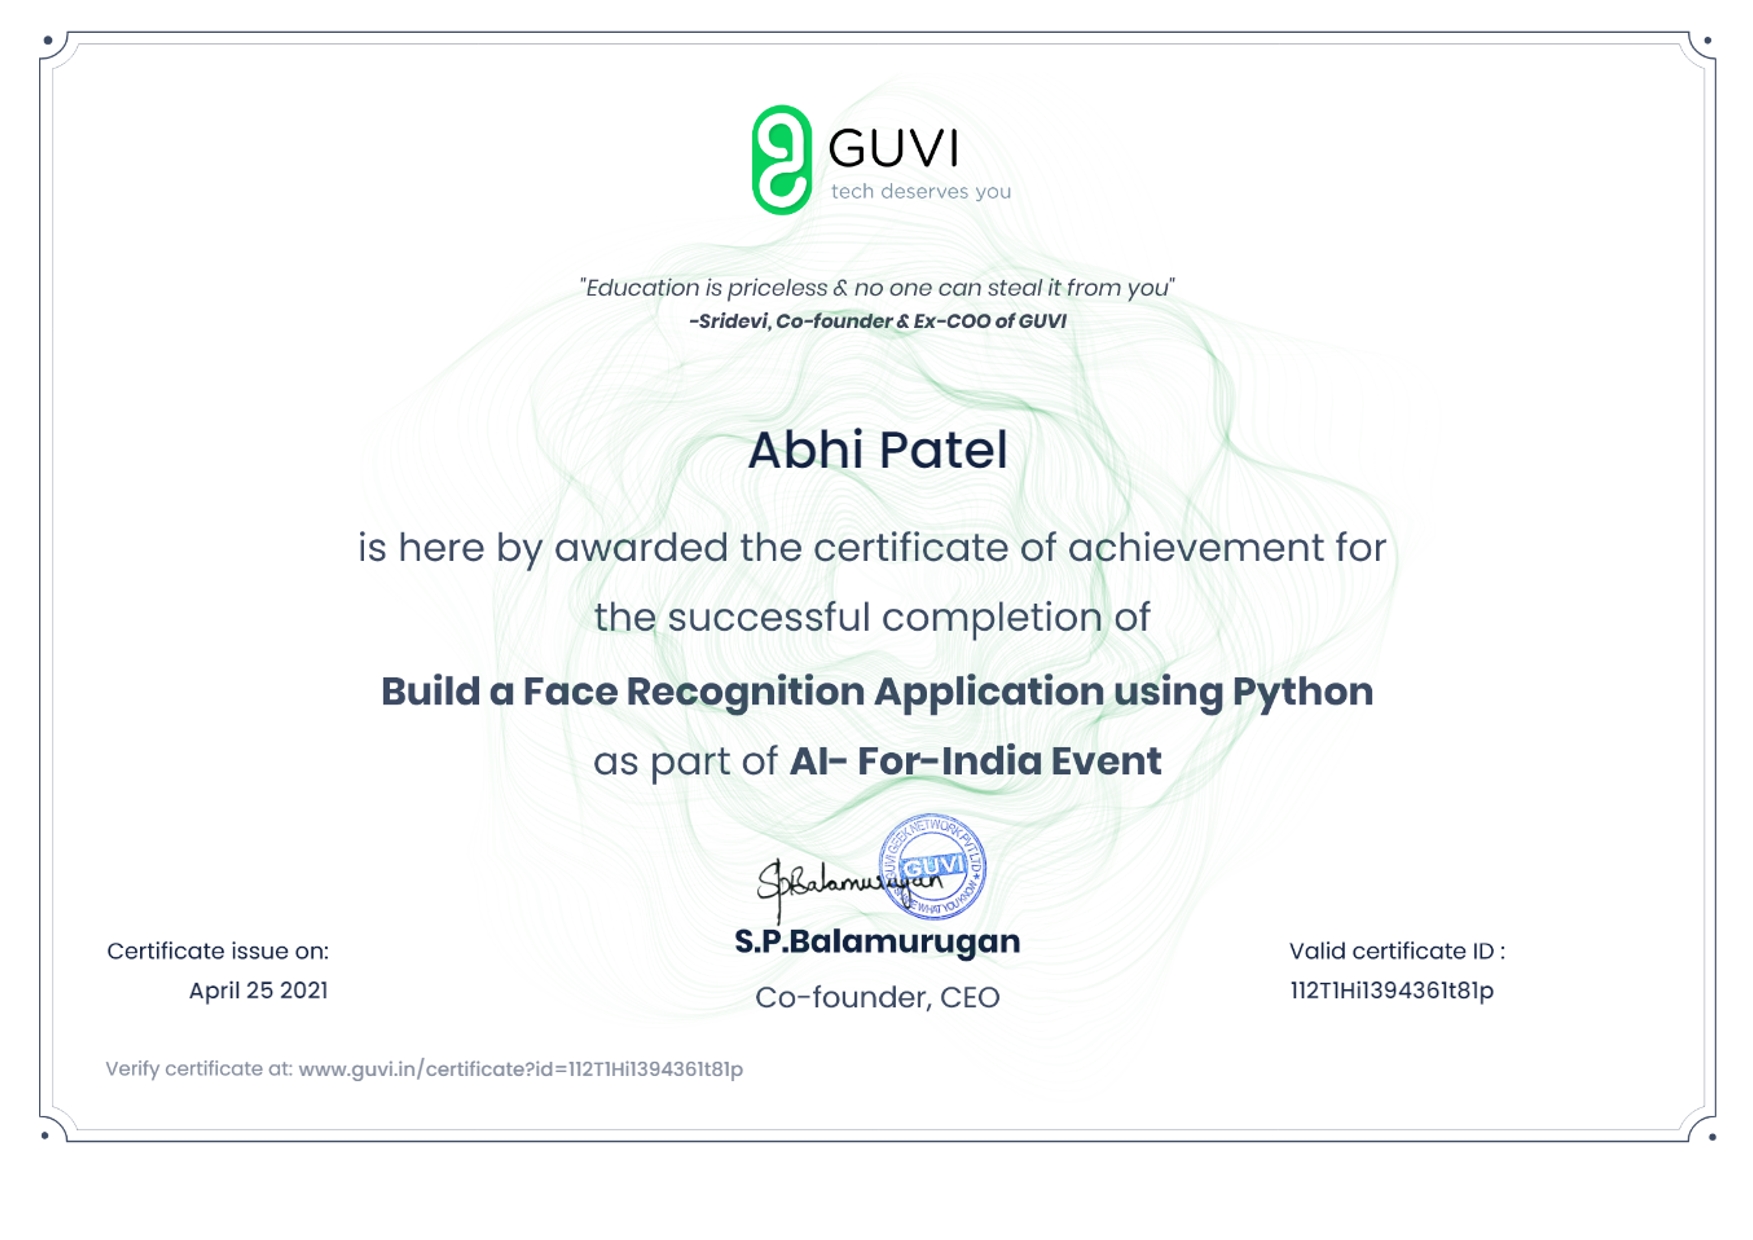 GUVI
tech deserves you
"Education is priceless & no one can steal it from you"
-Sridevi, Co-founder & Ex-COO of GUVI
Abhi Patel
is here by awarded the certificate of achievement for
the successful completion of
Build a Face Recognition Application using Python
as part of AI- For-India Event
GUVI GEEK NETWORK PVT LTD
GUVI
WHAT YOU KNOW
SpBalamurugan
S.P.Balamurugan
Co-founder, CEO
Certificate issue on:
April 25 2021
Valid certificate ID :
112T1Hi1394361t81p
Verify certificate at: www.guvi.in/certificate?id=112T1Hi1394361t81p